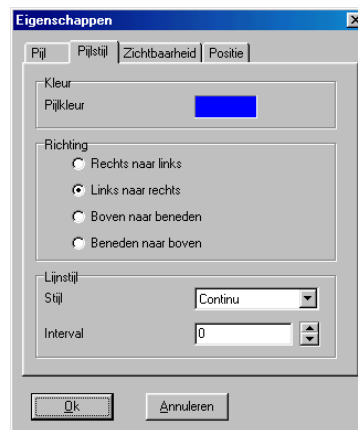 Eigenschappen
Pijl Pijlstijl Zichtbaarheid Positie
Kleur
Pijlkleur
Richting
Rechts naar links
Links naar rechts
Boven naar beneden
Beneden naar boven
Lijnstijl
Stijl Continu
Interval 0
Ok Annuleren